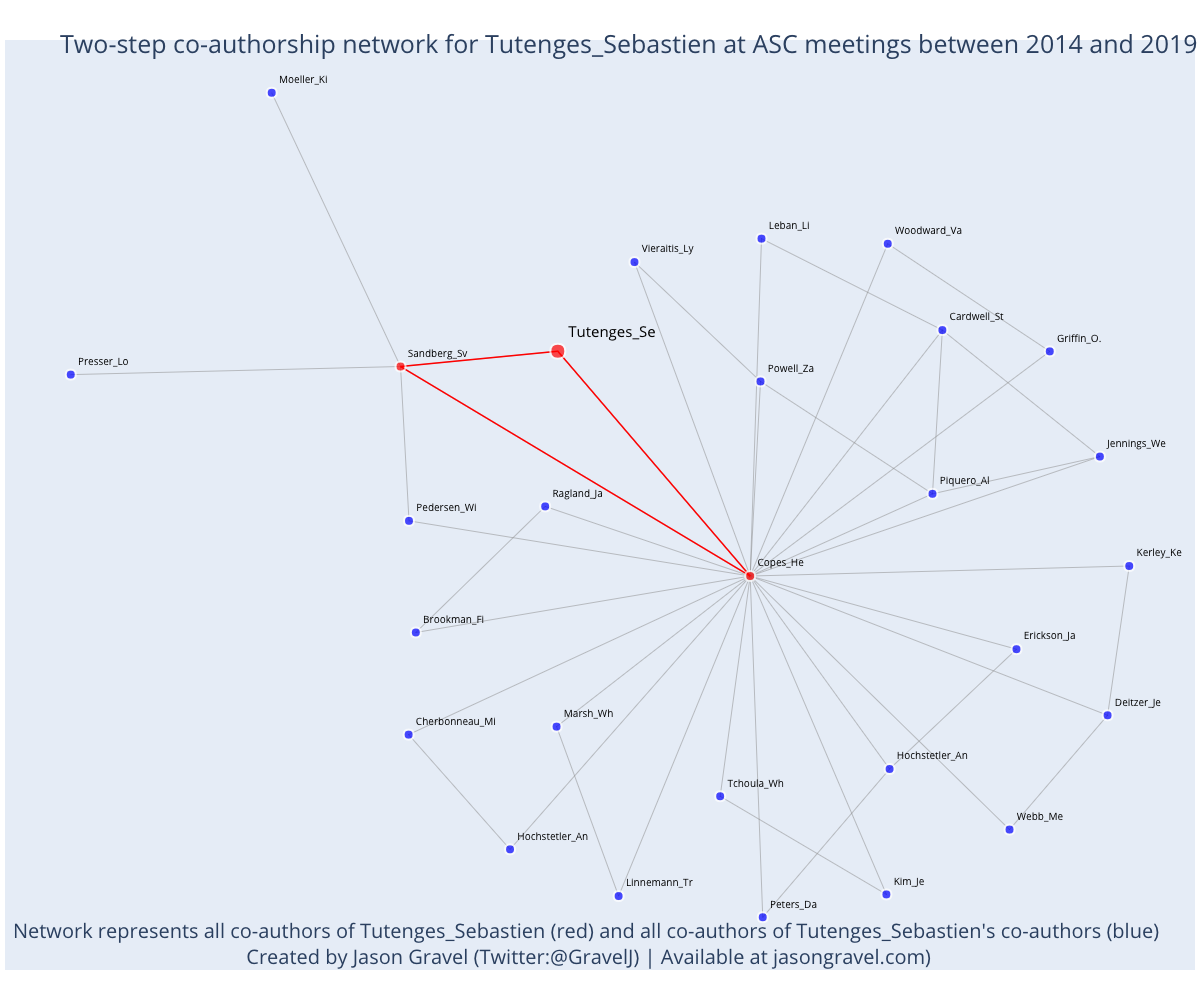 Two-step co-authorship network for Tutenges_Sebastien at ASC meetings between 2014 and 2019
Moeller_Ki
Leban_Li
Woodward_Va
Vieraitis_Ly
Cardwell_St
Tutenges_Se
Griffin_O.
Sandberg_Sv
Presser_Lo
Powell_Za
Jennings_We
Piquero_Al
Ragland_Ja
Pedersen_Wi
Kerley_Ke
Copes_He
Brookman_Fi
Erickson_Ja
Deitzer_Je
Marsh_Wh
Cherbonneau_Mi
Hochstetler_An
Tchoula_Wh
Webb_Me
Hochstetler_An
Linnemann_Tr
Kim_Je
Peters_Da
Network represents all co-authors of Tutenges_Sebastien (red) and all co-authors of Tutenges_Sebastien's co-authors (blue)
Created by Jason Gravel (Twitter:@GravelJ) | Available at jasongravel.com)